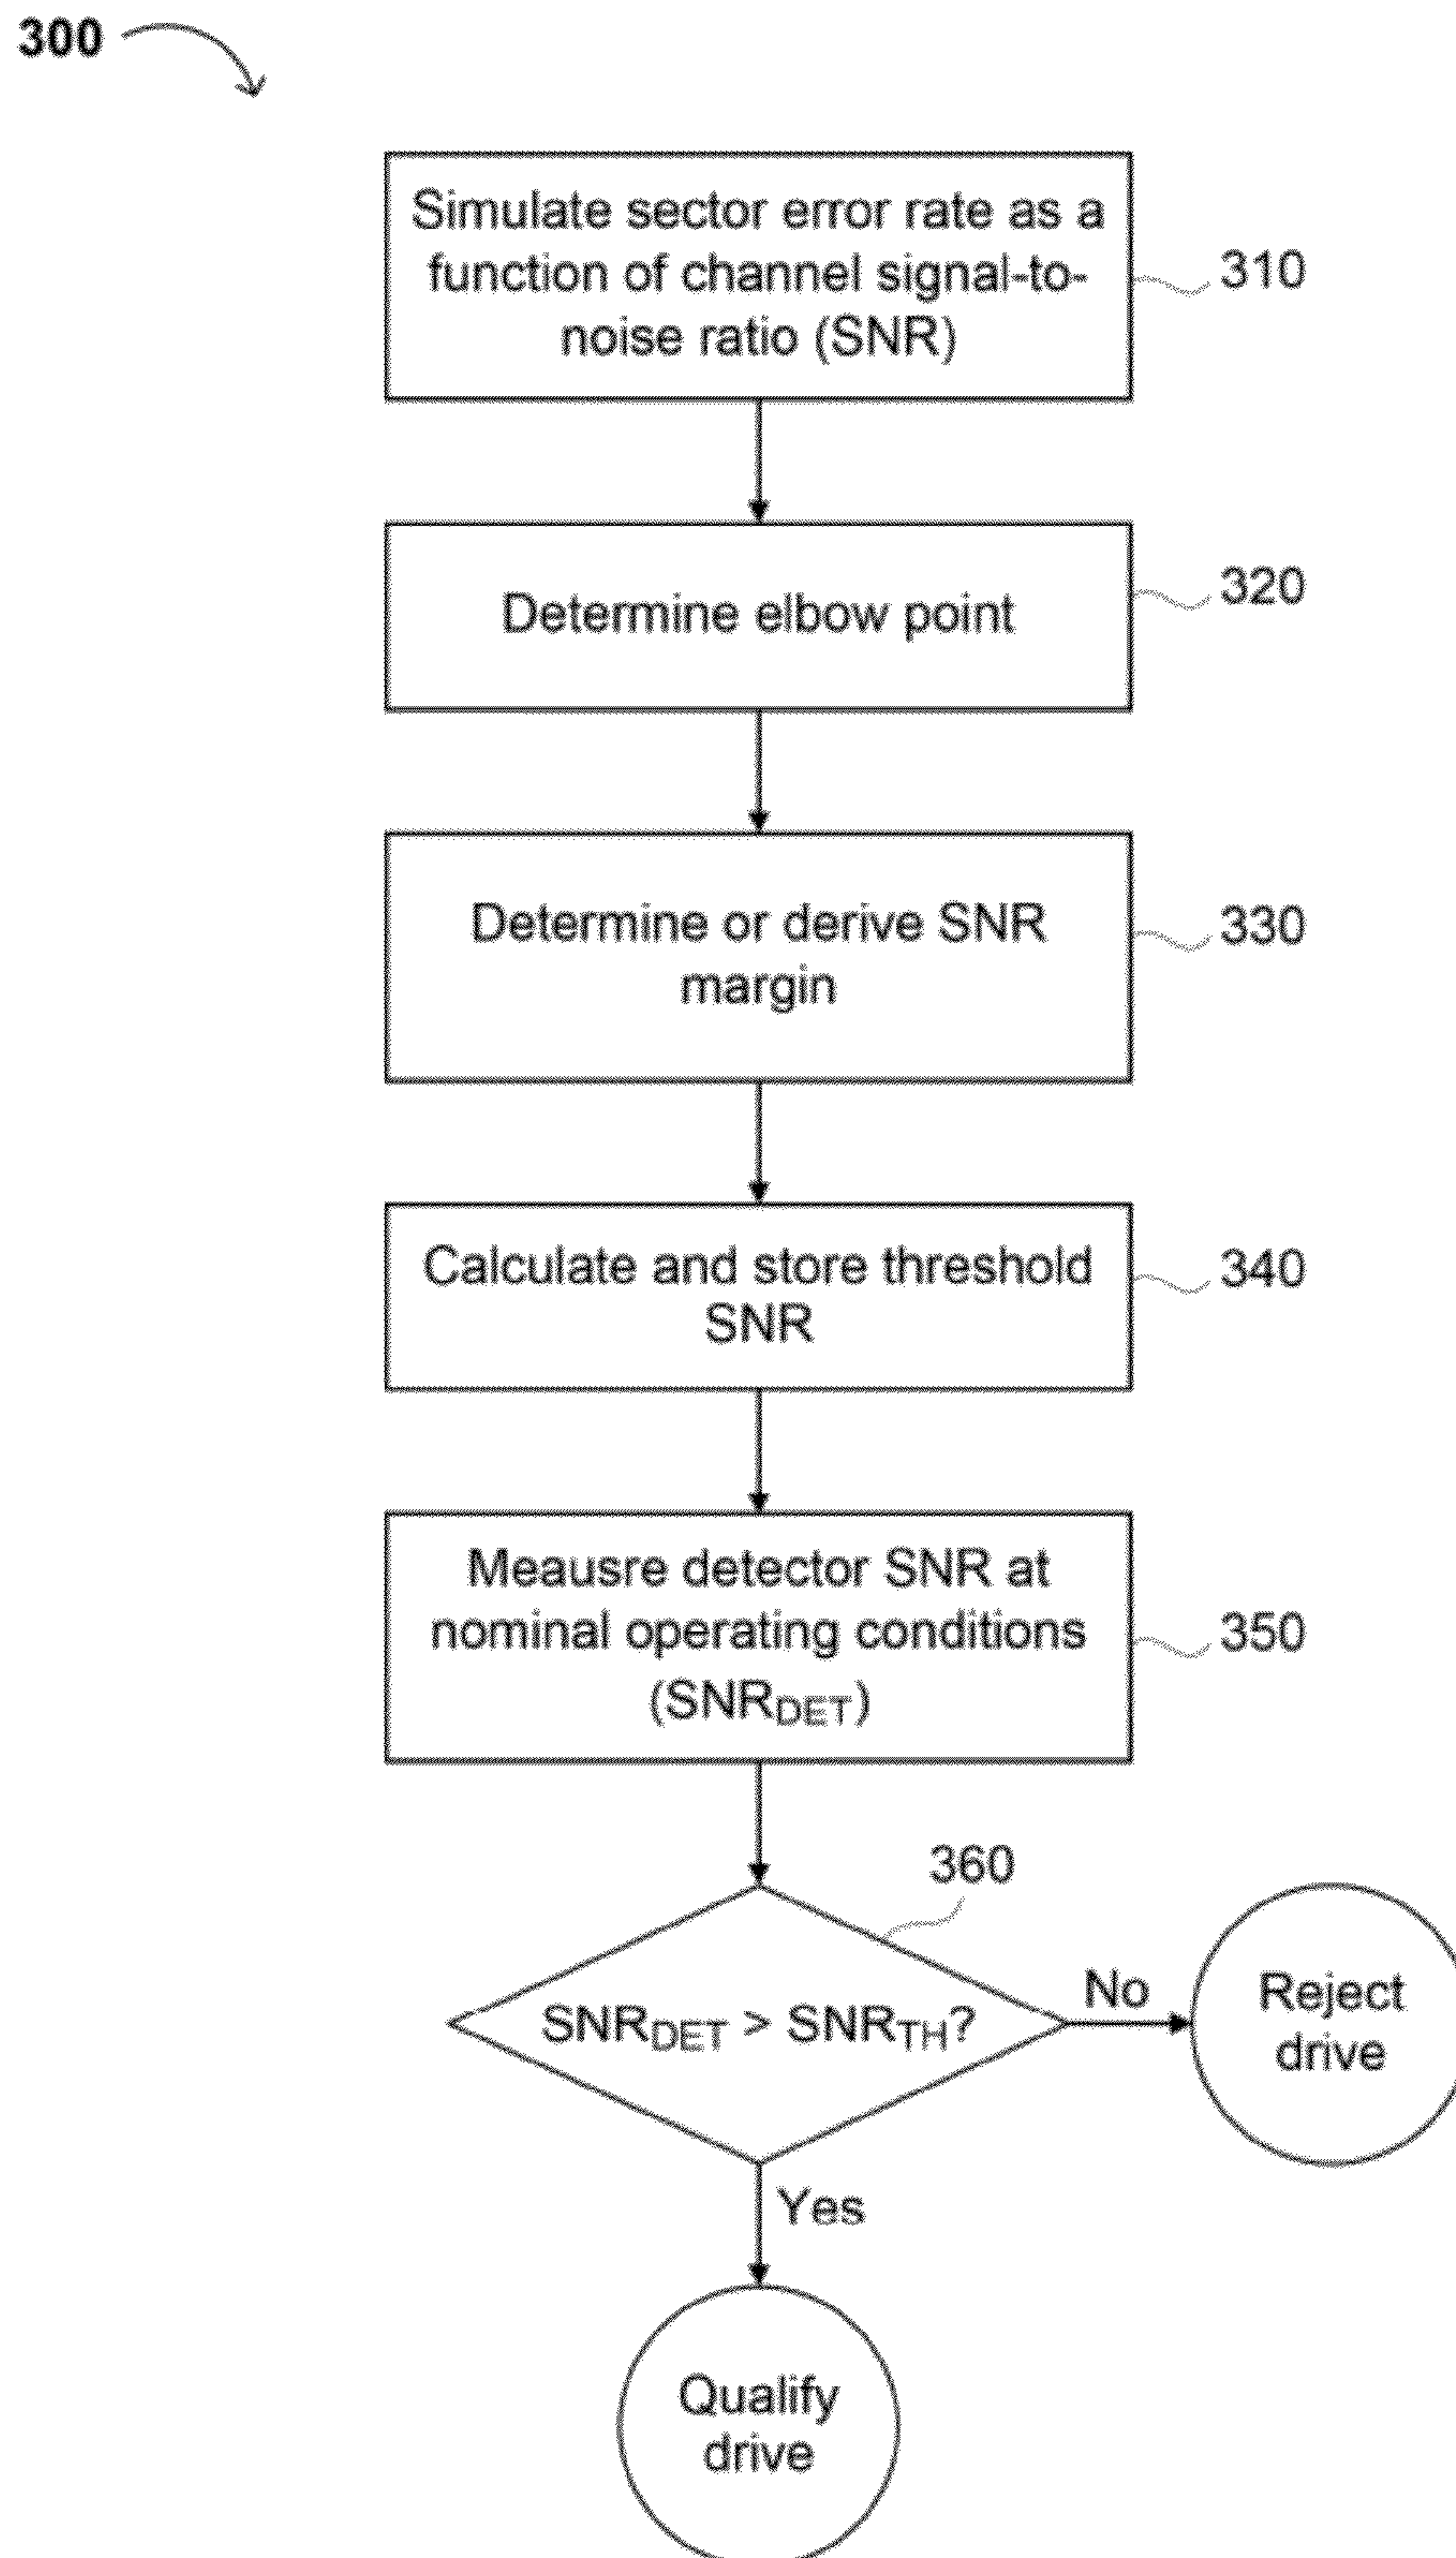 300
Simulate sector error rate as a
function of channel signal-to-
noise ratio (SNR)
310
Determine elbow point
320
Determine or derive SNR
margin
330
Calculate and store threshold
SNR
340
Meausre detector SNR at
nominal operating conditions
(SNRDET)
350
360
SNRDET > SNRTH?
No
Reject
drive
Yes
Qualify
drive